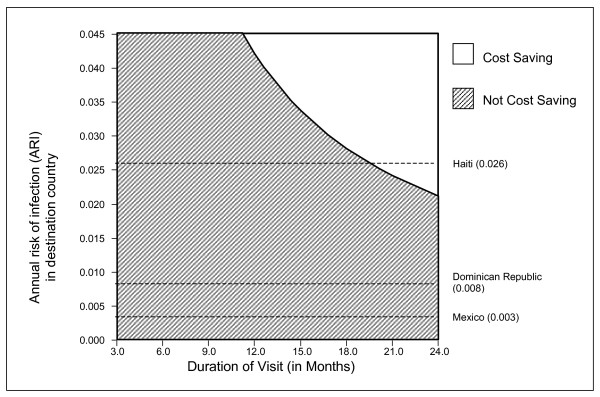 0.045
0.040
0.035
0.030
0.025
0.020
0.015
0.010
0.005
0.000
Annual risk of infection (ARI)
in destination country
3.0 6.0 9.0 12.0 15.0 18.0 21.0 24.0
Duration of Visit (in Months)
Cost Saving
Not Cost Saving
Haiti (0.026)
Dominican Republic
(0.008)
Mexico (0.003)